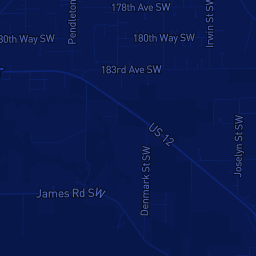 178th Ave SW
Pendleton
Irwin St SW
180th Way SW
180th Way SW
183rd Ave SW
US 12
Joselyn St SW
Denmark St SW
James Rd SW